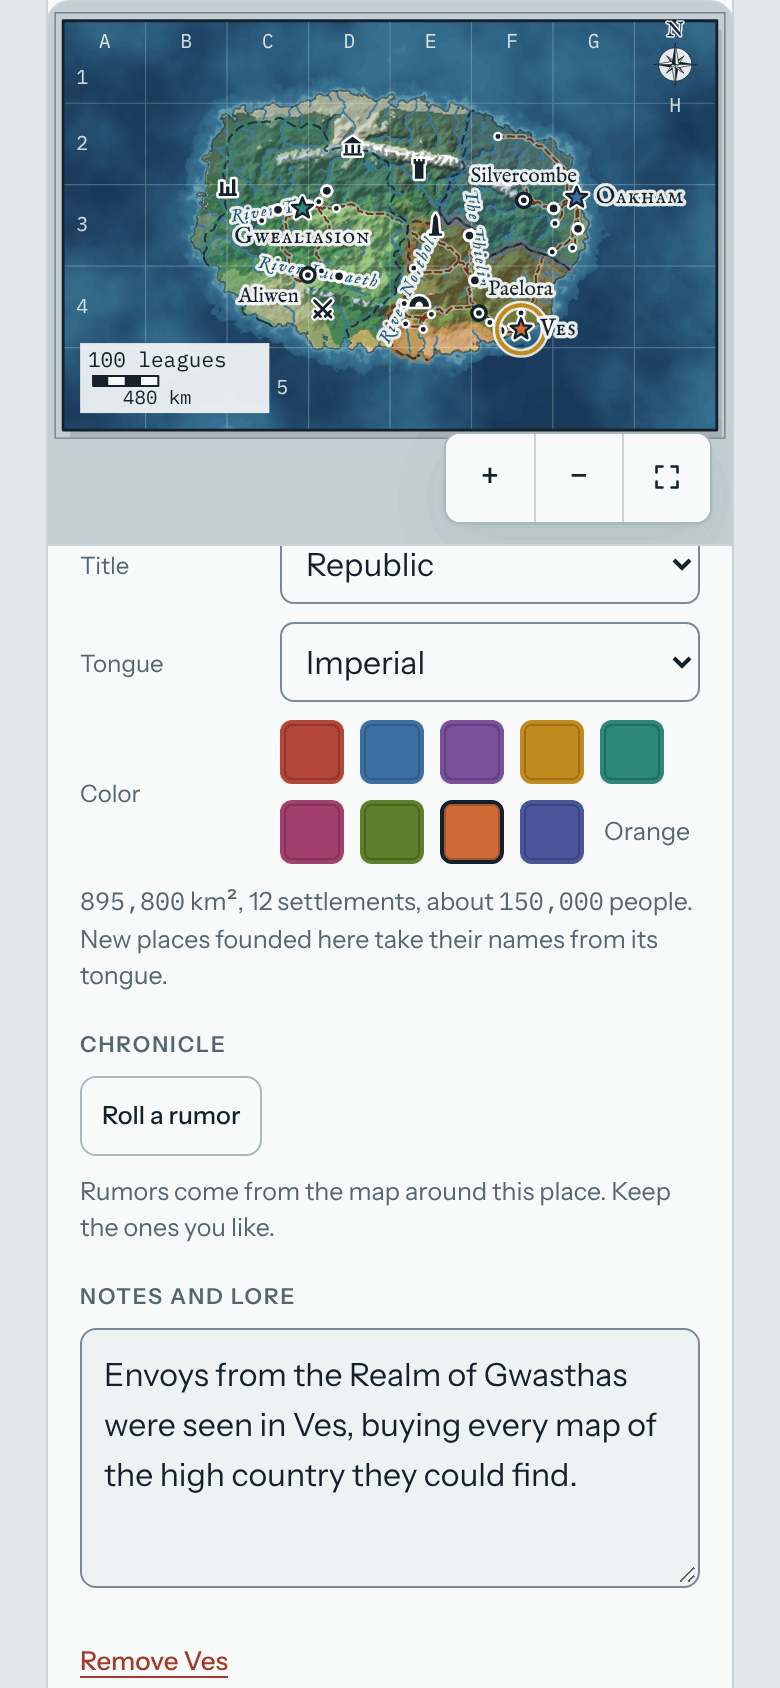 N
A B C D E F G
H
1
2
Silvercombe
OAKHAM
3
GWEALIASION
4
Aliwen
Paelora
VES
100 leagues
480 km
5
+ −
Title
Republic
Tongue
Imperial
Color
Orange
895,800 km², 12 settlements, about 150,000 people.
New places founded here take their names from its
tongue.
CHRONICLE
Roll a rumor
Rumors come from the map around this place. Keep
the ones you like.
NOTES AND LORE
Envoys from the Realm of Gwasthas
were seen in Ves, buying every map of
the high country they could find.
Remove Ves